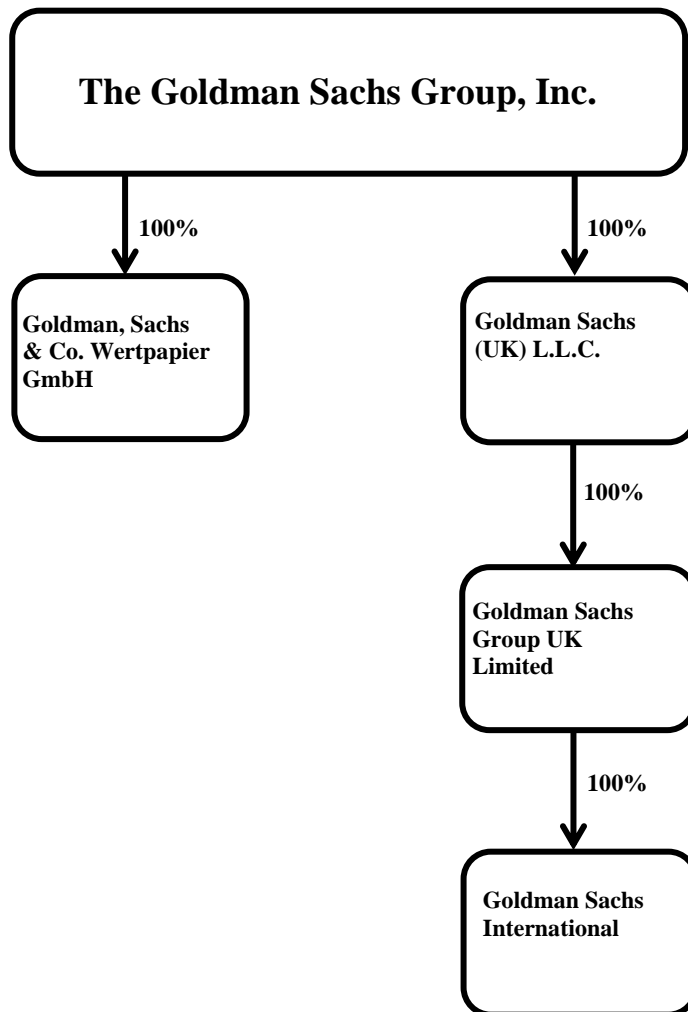 The Goldman Sachs Group, Inc.
100%
100%
Goldman, Sachs
& Co. Wertpapier
GmbH
Goldman Sachs
(UK) L.L.C.
100%
Goldman Sachs
Group UK
Limited
100%
Goldman Sachs
International